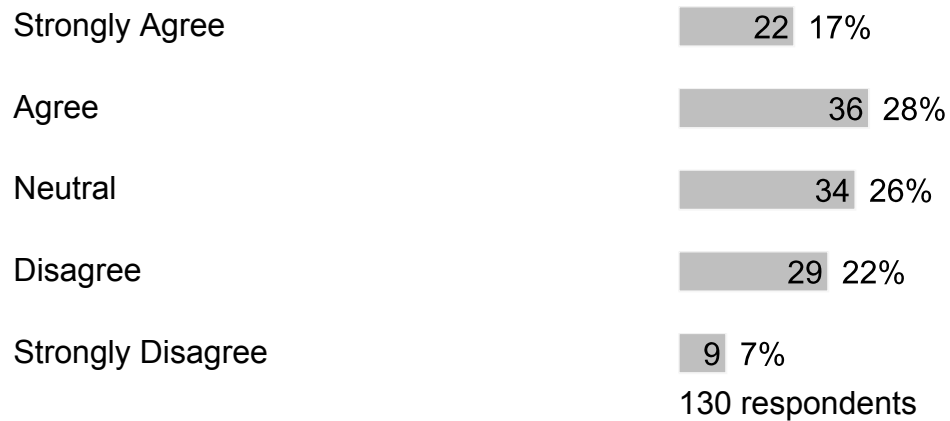 Strongly Agree 22 17%
Agree 36 28%
Neutral 34 26%
Disagree 29 22%
Strongly Disagree 9 7%
130 respondents